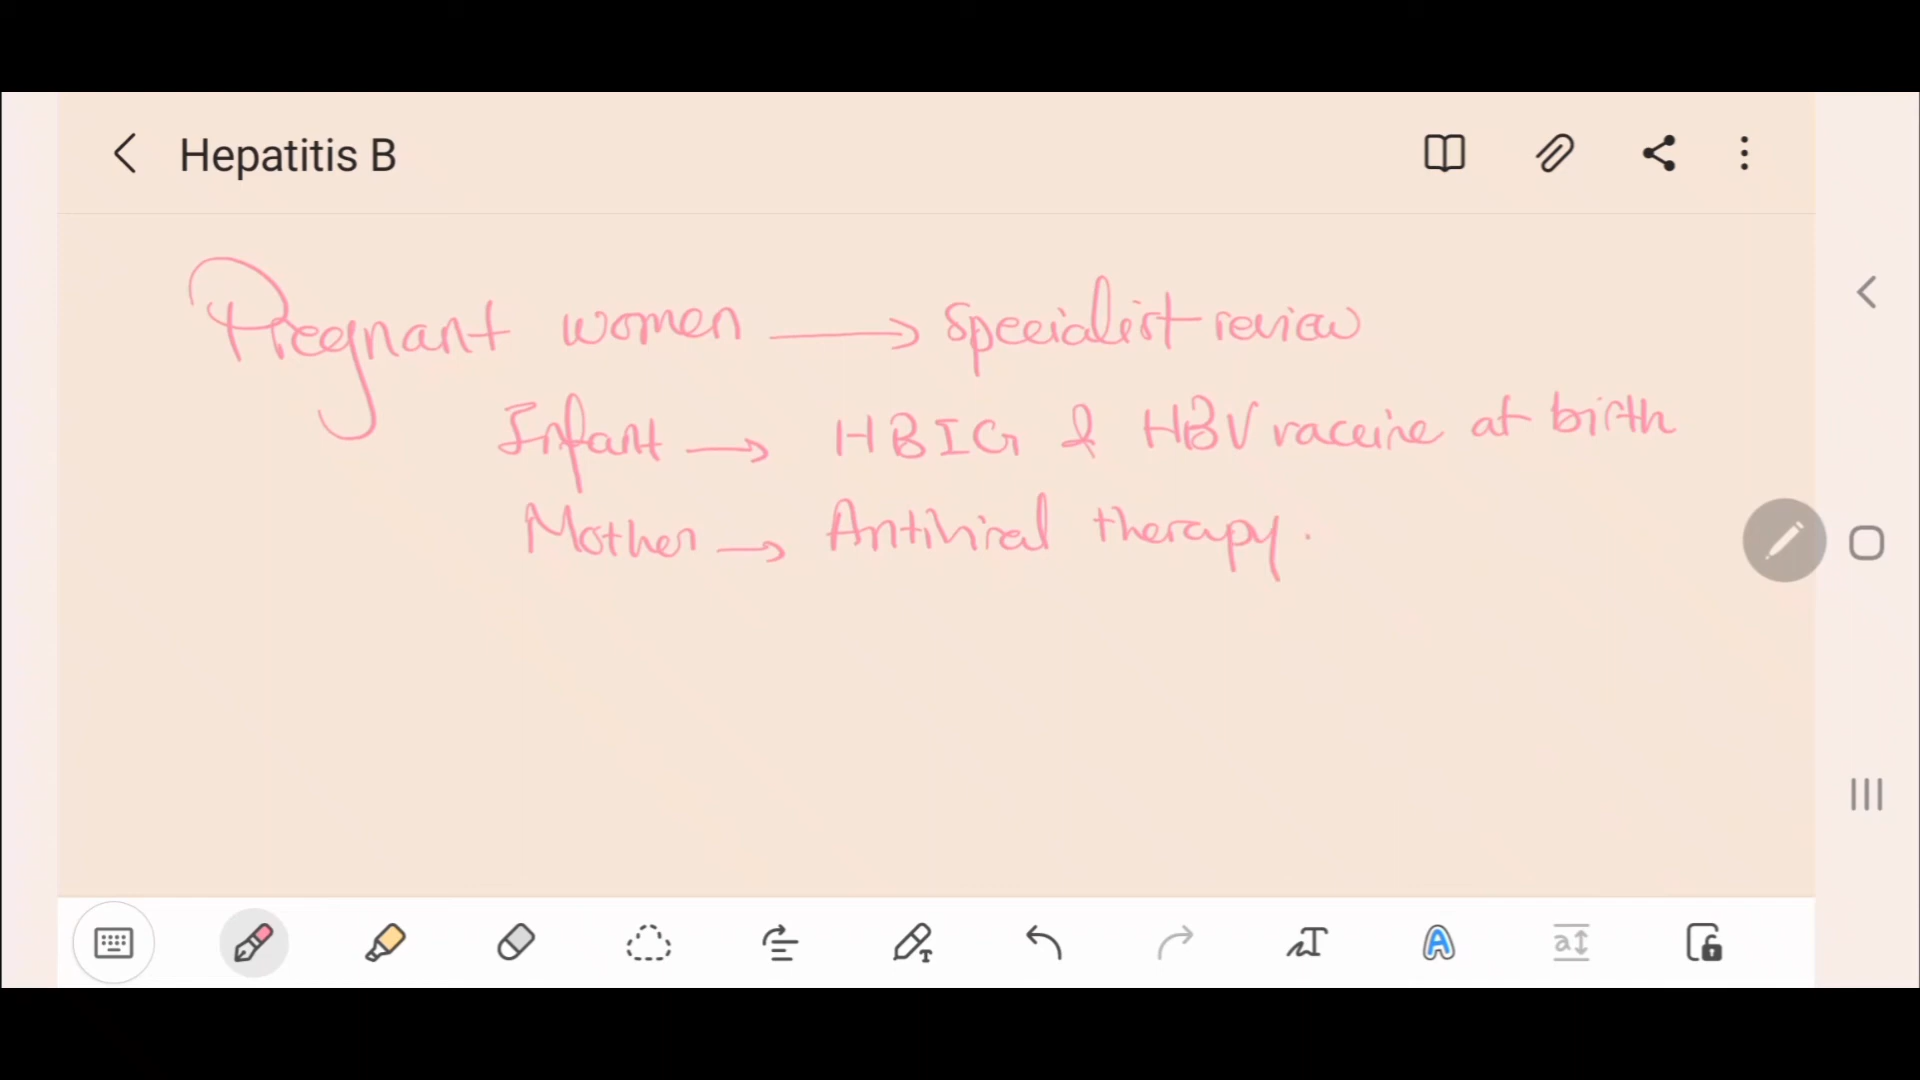 Hepatitis B
Pregnant women → Specialist review
Infant → HBIG & HBV vaccine at birth
Mother → Antiviral therapy.